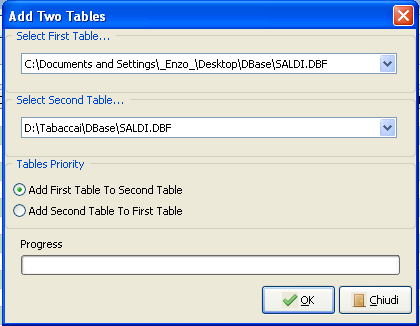 Add Two Tables
Select First Table...
C:\Documents and Settings\_Enzo_\Desktop\DBase\SALDI.DBF
Select Second Table...
D:\Tabaccai\DBase\SALDI.DBF
Tables Priority
Add First Table To Second Table
Add Second Table To First Table
Progress
OK
Chiudi